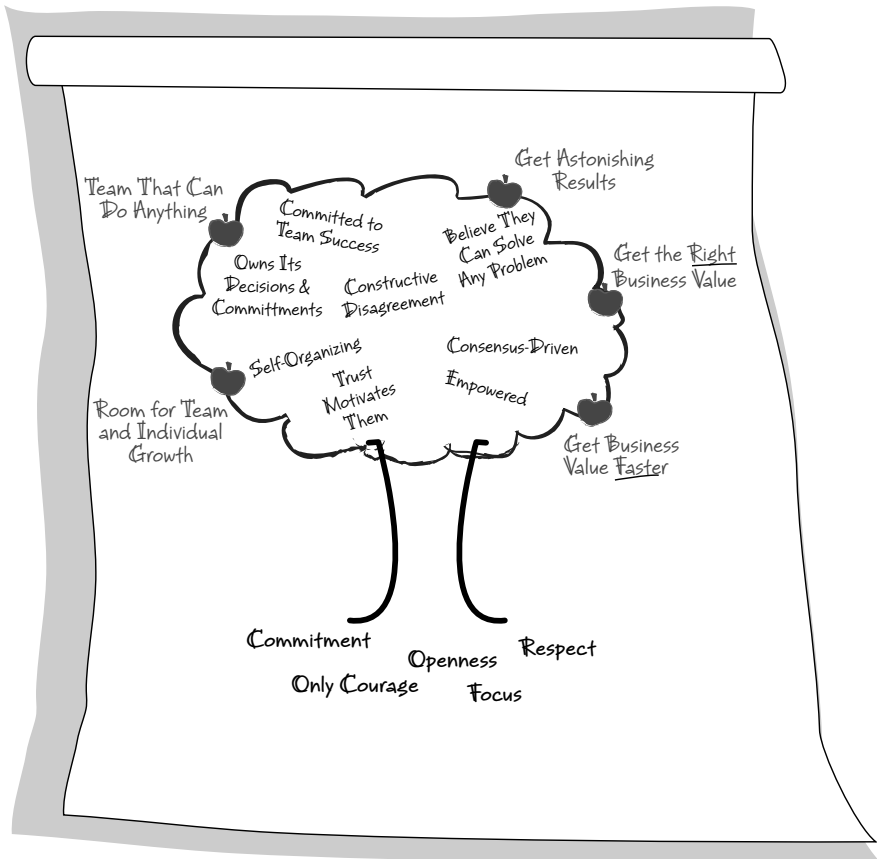 Get Astonishing
Results
Team That Can
Do Anything
Committed to
Team Success
Believe They
Can Solve
Any Problem
Owns Its
Decisions &
Committments
Constructive
Disagreement
Get the Right
Business Value
Self-Organizing
Consensus-Driven
Trust
Motivates
Them
Empowered
Room for Team
and Individual
Growth
Get Business
Value Faster
Commitment
Openness
Respect
Only Courage
Focus